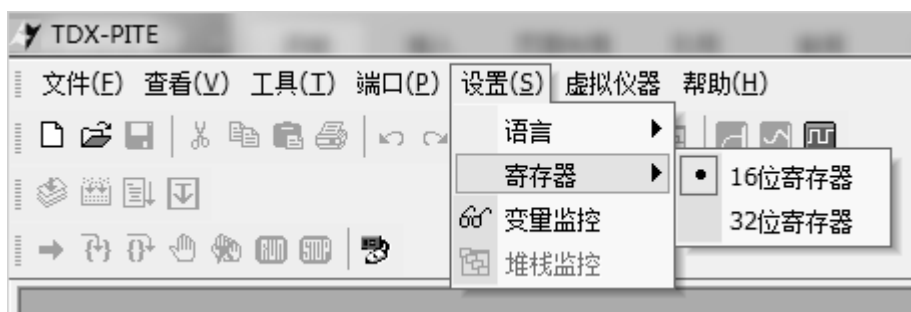 TDX-PITE
文件(F) 查看(V) 工具(T) 端口(P) 设置(S) 虚拟仪器 帮助(H)
语言
寄存器
16位寄存器
变量监控
32位寄存器
RUN STOP
堆栈监控